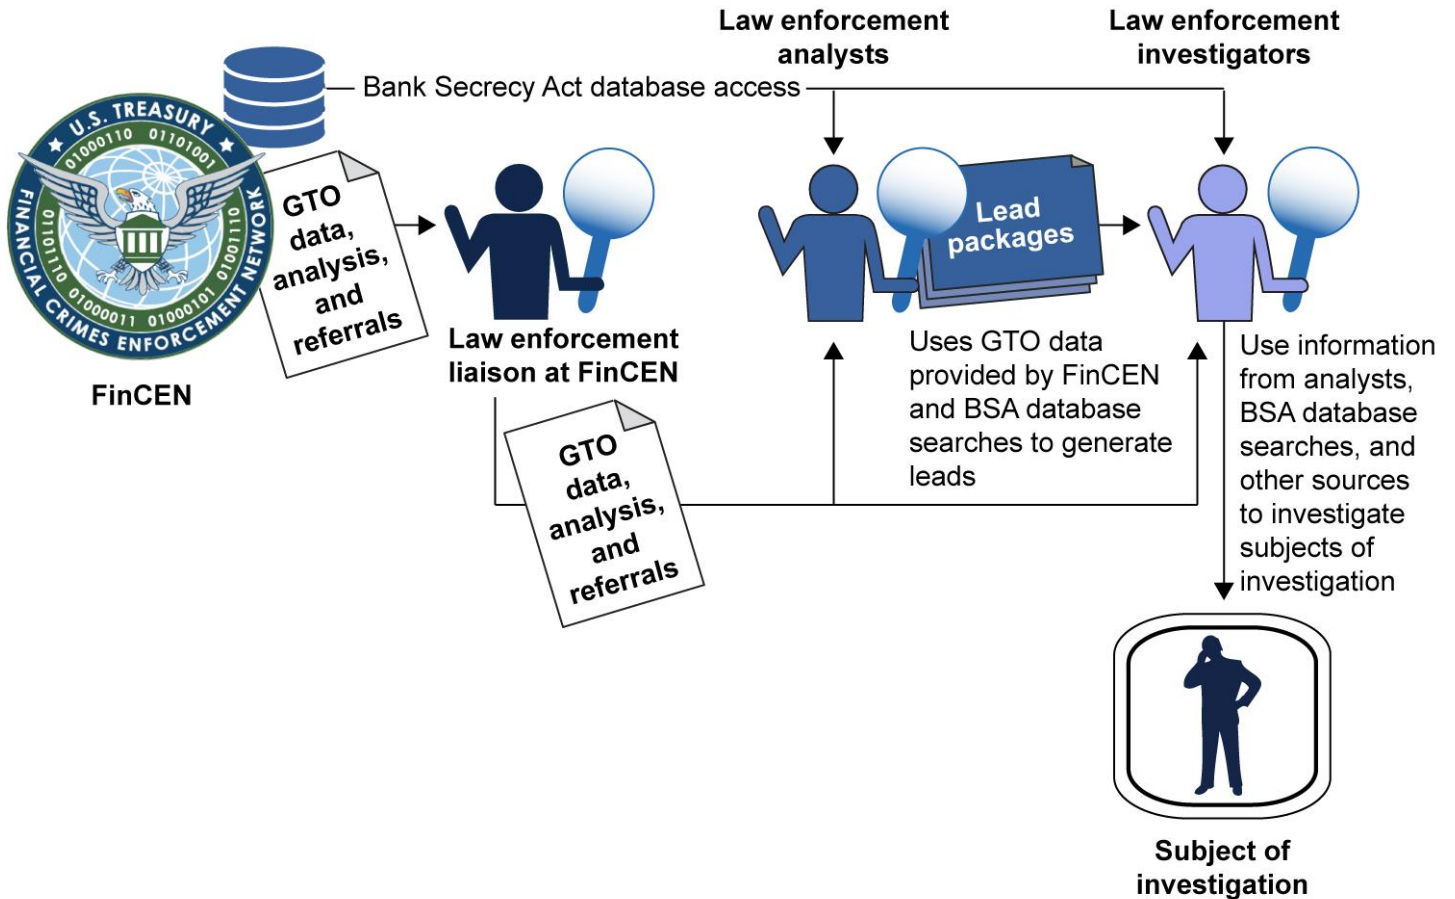 Law enforcement
analysts
Law enforcement
investigators
Bank Secrecy Act database access
U.S. TREASURY
FINANCIAL CRIMES ENFORCEMENT NETWORK
01000110 01101001
01101110 01000011 01000101 01101110
FinCEN
GTO
data,
analysis,
and
referrals
Law enforcement
liaison at FinCEN
GTO
data,
analysis,
and
referrals
Lead
packages
Uses GTO data
provided by FinCEN
and BSA database
searches to generate
leads
Use information
from analysts,
BSA database
searches, and
other sources
to investigate
subjects of
investigation
Subject of
investigation